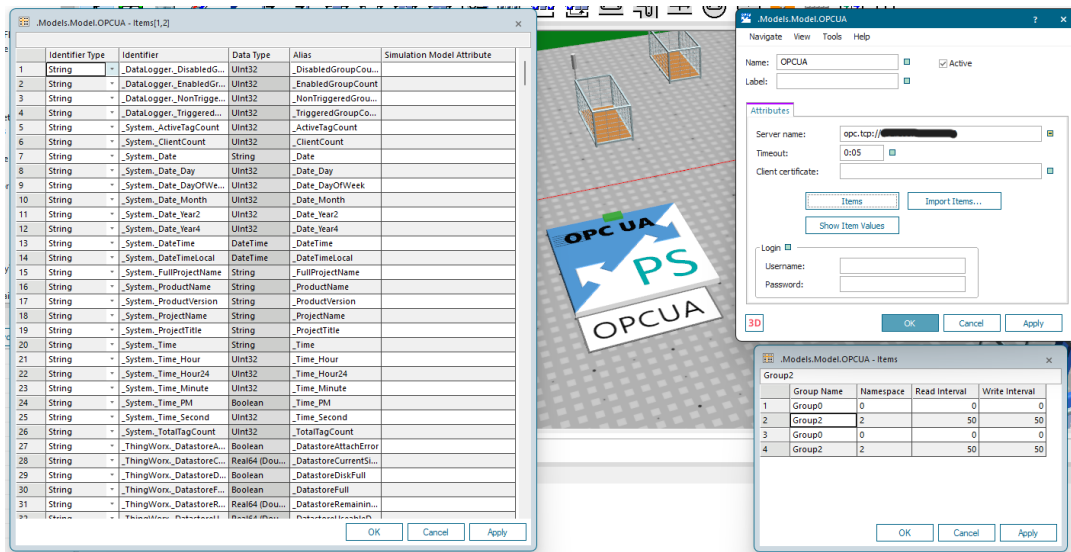 .Models.Model.OPCUA - Items[1,2]
Identifier Type Identifier Data Type Alias Simulation Model Attribute
1 String _DataLogger._DisabledG... UInt32 _DisabledGroupCou...
2 String _DataLogger._EnabledGr... UInt32 _EnabledGroupCount
3 String _DataLogger._NonTrigge... UInt32 _NonTriggeredGrou...
4 String _DataLogger._Triggered... UInt32 _TriggeredGroupCo...
5 String _System._ActiveTagCount UInt32 _ActiveTagCount
6 String _System._ClientCount UInt32 _ClientCount
7 String _System._Date String _Date
8 String _System._Date_Day UInt32 _Date_Day
9 String _System._Date_DayOfWe... UInt32 _Date_DayOfWeek
10 String _System._Date_Month UInt32 _Date_Month
11 String _System._Date_Year2 UInt32 _Date_Year2
12 String _System._Date_Year4 UInt32 _Date_Year4
13 String _System._DateTime DateTime _DateTime
14 String _System._DateTimeLocal DateTime _DateTimeLocal
15 String _System._FullProjectName String _FullProjectName
16 String _System._ProductName String _ProductName
17 String _System._ProductVersion String _ProductVersion
18 String _System._ProjectName String _ProjectName
19 String _System._ProjectTitle String _ProjectTitle
20 String _System._Time String _Time
21 String _System._Time_Hour UInt32 _Time_Hour
22 String _System._Time_Hour24 UInt32 _Time_Hour24
23 String _System._Time_Minute UInt32 _Time_Minute
24 String _System._Time_PM Boolean _Time_PM
25 String _System._Time_Second UInt32 _Time_Second
26 String _System._TotalTagCount UInt32 _TotalTagCount
27 String _ThingWorx._DatastoreA... Boolean _DatastoreAttachError
28 String _ThingWorx._DatastoreC... Real64 (Dou... _DatastoreCurrentSi...
29 String _ThingWorx._DatastoreD... Boolean _DatastoreDiskFull
30 String _ThingWorx._DatastoreF... Boolean _DatastoreFull
31 String _ThingWorx._DatastoreR... Real64 (Dou... _DatastoreRemainin...
OK Cancel Apply
OPC UA
PS
OPCUA
.Models.Model.OPCUA
Navigate View Tools Help
Name: OPCUA Active
Label:
Attributes
Server name: opc.tcp://
Timeout: 0:05
Client certificate:
Items Import Items...
Show Item Values
Login
Username:
Password:
3D OK Cancel Apply
.Models.Model.OPCUA - Items
Group2
Group Name Namespace Read Interval Write Interval
1 Group0 0 0 0
2 Group2 2 50 50
3 Group0 0 0 0
4 Group2 2 50 50
OK Cancel Apply